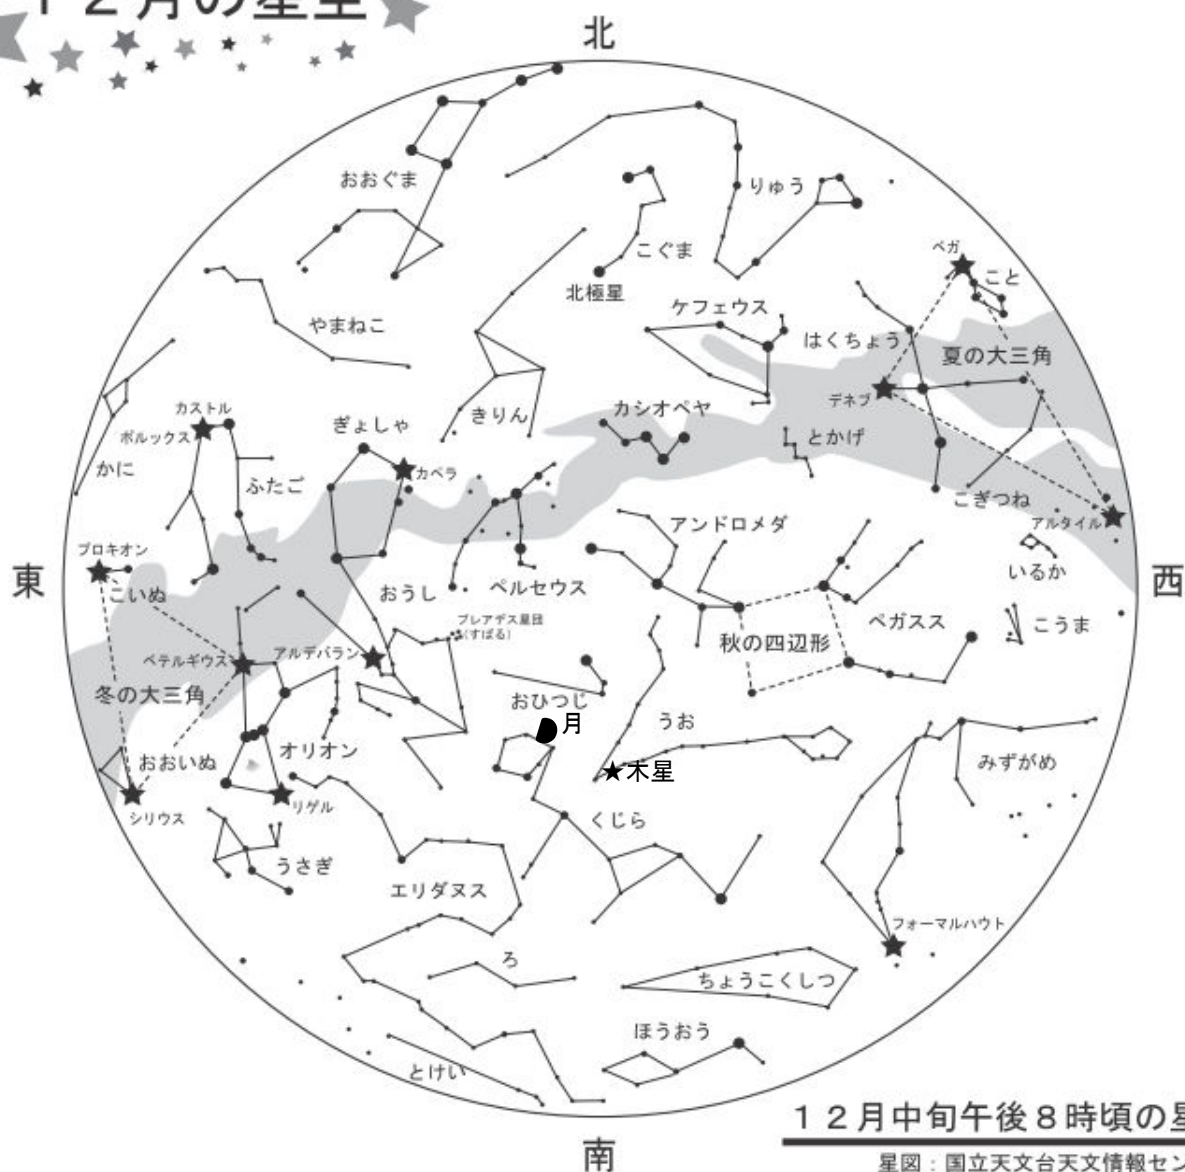 １２月の星空
北
おおぐま
りゅう
こぐま
北極星
ベガ
こと
やまねこ
ケフェウス
はくちょう
夏の大三角
デネブ
カストル
ポルックス
ぎょしゃ
きりん
カシオペヤ
とかげ
かに
ふたご
カペラ
こぎつね
アルタイル
アンドロメダ
プロキオン
こいぬ
おうし
ペルセウス
いるか
東
西
プレアデス星団
(すばる)
ペガスス
こうま
秋の四辺形
ベテルギウス
アルデバラン
冬の大三角
おひつじ
月
うお
おおいぬ
オリオン
木星
みずがめ
シリウス
リゲル
くじら
うさぎ
エリダヌス
フォーマルハウト
ろ
ちょうこくしつ
ほうおう
とけい
１２月中旬午後８時頃の星
南
星図：国立天文台天文情報セン